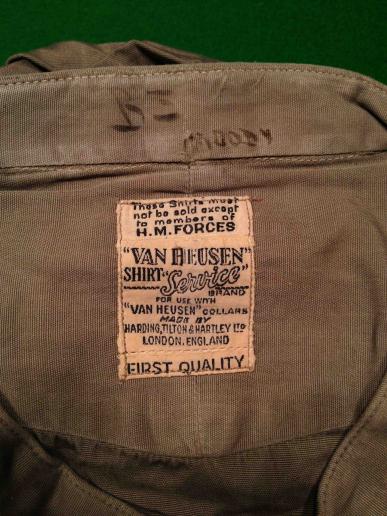 These Shirts must
not be sold except
to members of
H.M. FORCES
"VAN HEUSEN"
SHIRT "Service"
BRAND
FOR USE WITH
"VAN HEUSEN" COLLARS
MADE BY
HARDING, TILTON & HARTLEY LTD
LONDON, ENGLAND
FIRST QUALITY